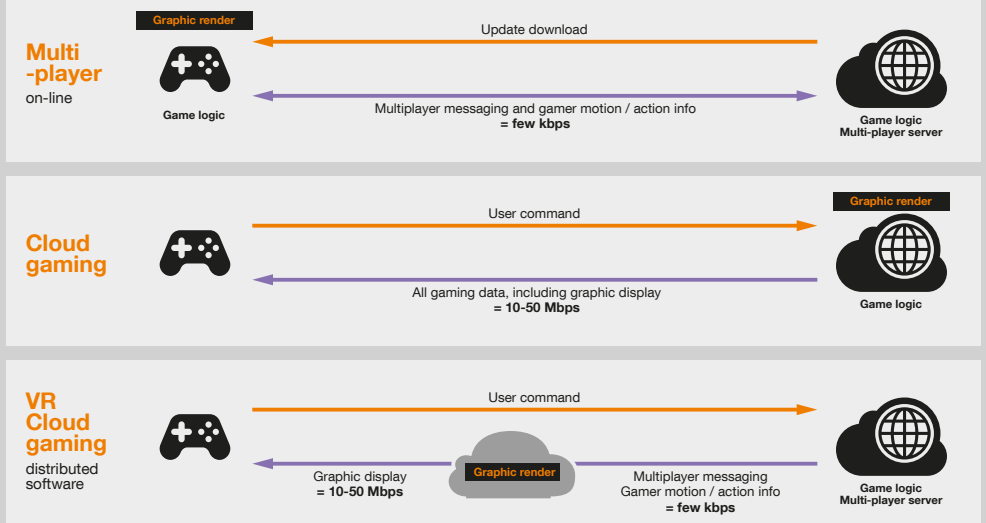 Graphic render
Multi
-player
on-line
Update download
Game logic
Multiplayer messaging and gamer motion / action info
= few kbps
Game logic
Multi-player server
Graphic render
Cloud
gaming
User command
All gaming data, including graphic display
= 10-50 Mbps
Game logic
VR
Cloud
gaming
distributed
software
User command
Graphic render
Graphic display
= 10-50 Mbps
Multiplayer messaging
Gamer motion / action info
= few kbps
Game logic
Multi-player server